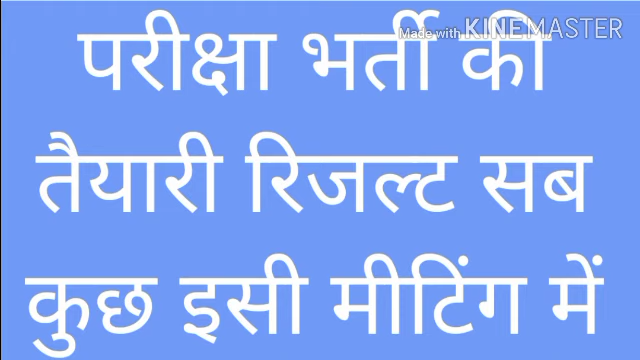 Made with KINEMASTER
परीक्षा भर्ती की
तैयारी रिजल्ट सब
कुछ इसी मीटिंग में